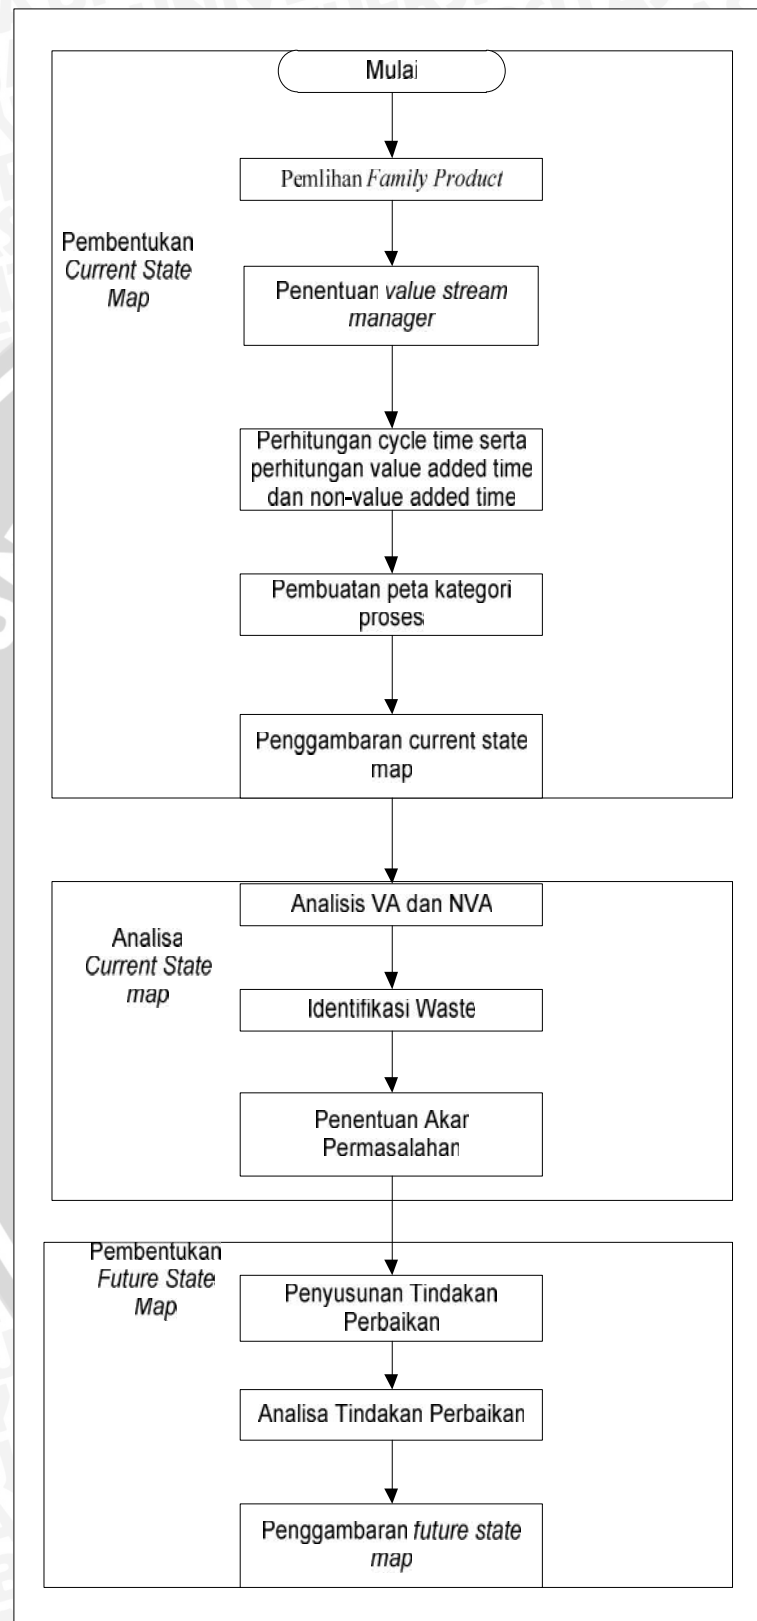 Mulai
Pemlihan Family Product
Pembentukan
Current State
Map
Penentuan value stream
manager
Perhitungan cycle time serta
perhitungan value added time
dan non-value added time
Pembuatan peta kategori
proses
Penggambaran current state
map
Analisis VA dan NVA
Analisa
Current State
map
Identifikasi Waste
Penentuan Akar
Permasalahan
Pembentukan
Future State
Map
Penyusunan Tindakan
Perbaikan
Analisa Tindakan Perbaikan
Penggambaran future state
map